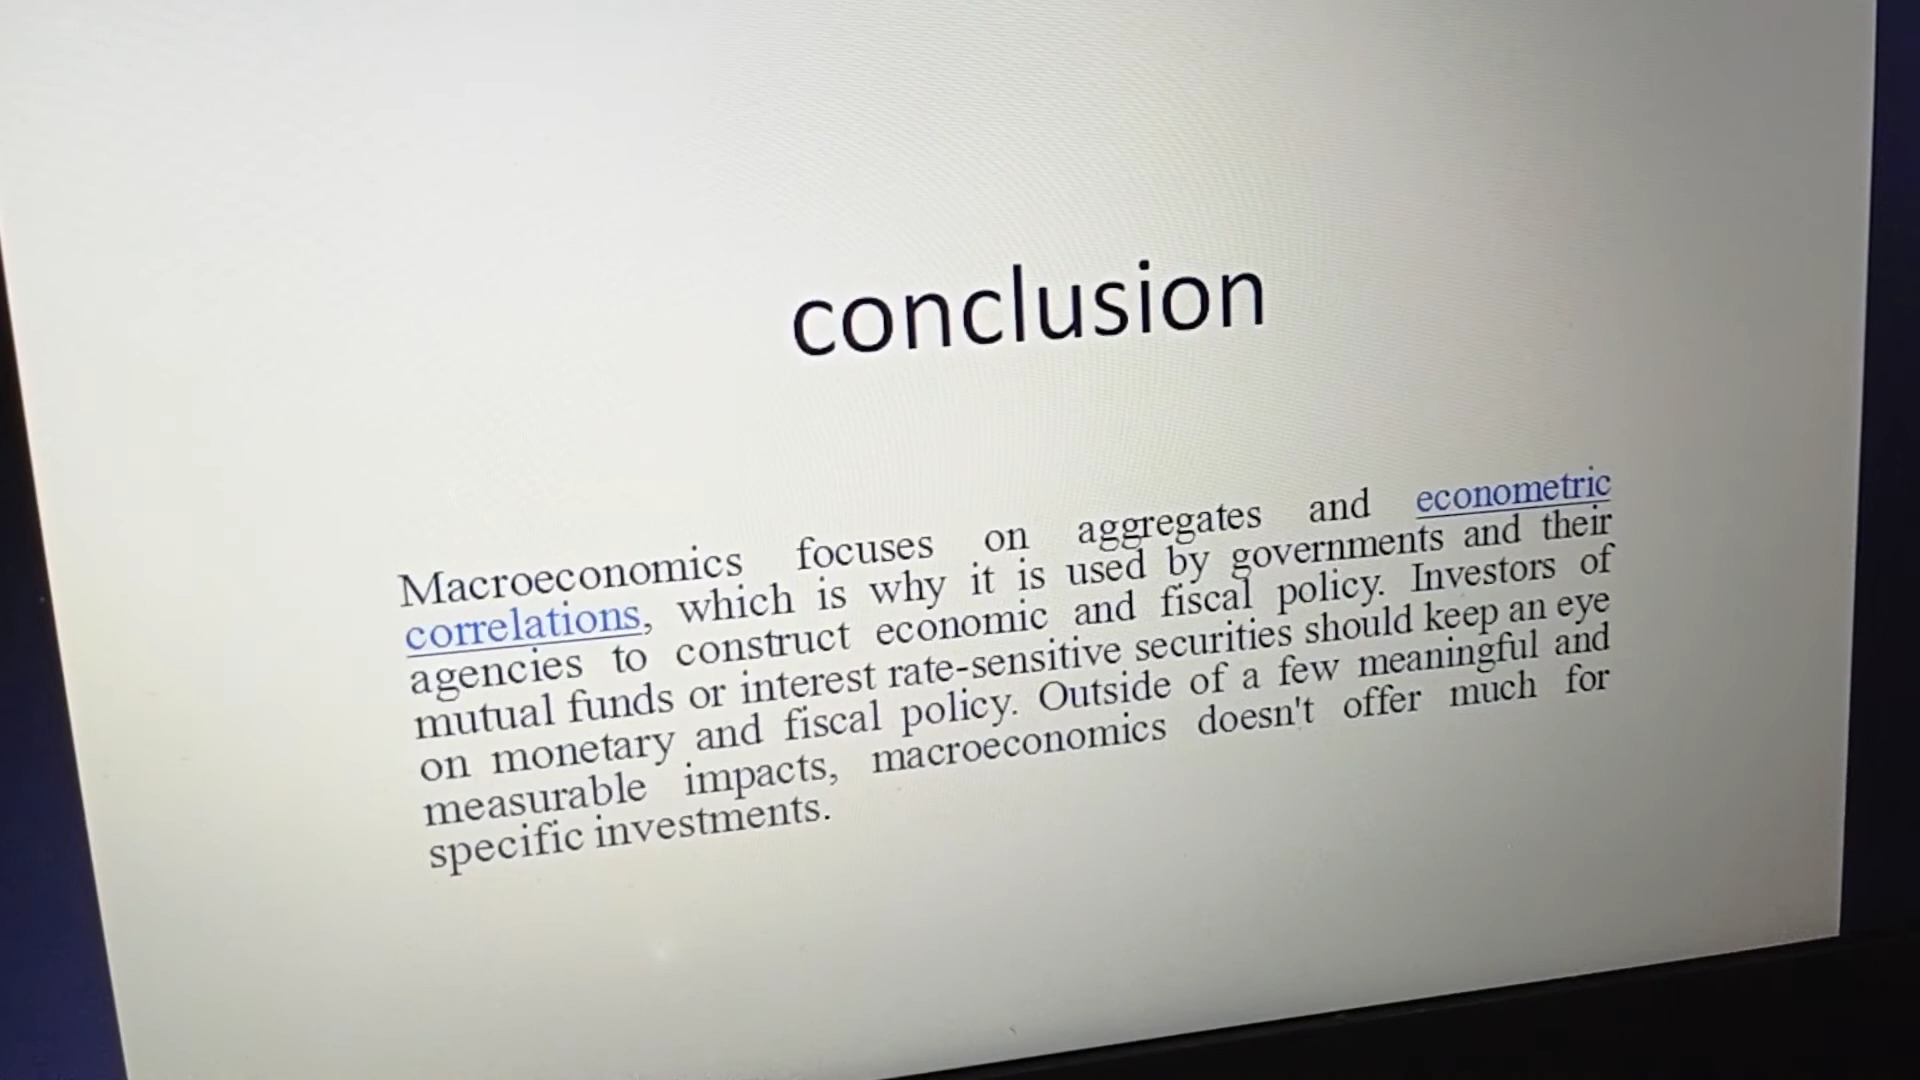 conclusion
Macroeconomics focuses on aggregates and econometric
correlations, which is why it is used by governments and their
agencies to construct economic and fiscal policy. Investors of
mutual funds or interest rate-sensitive securities should keep an eye
on monetary and fiscal policy. Outside of a few meaningful and
measurable impacts, macroeconomics doesn't offer much for
specific investments.